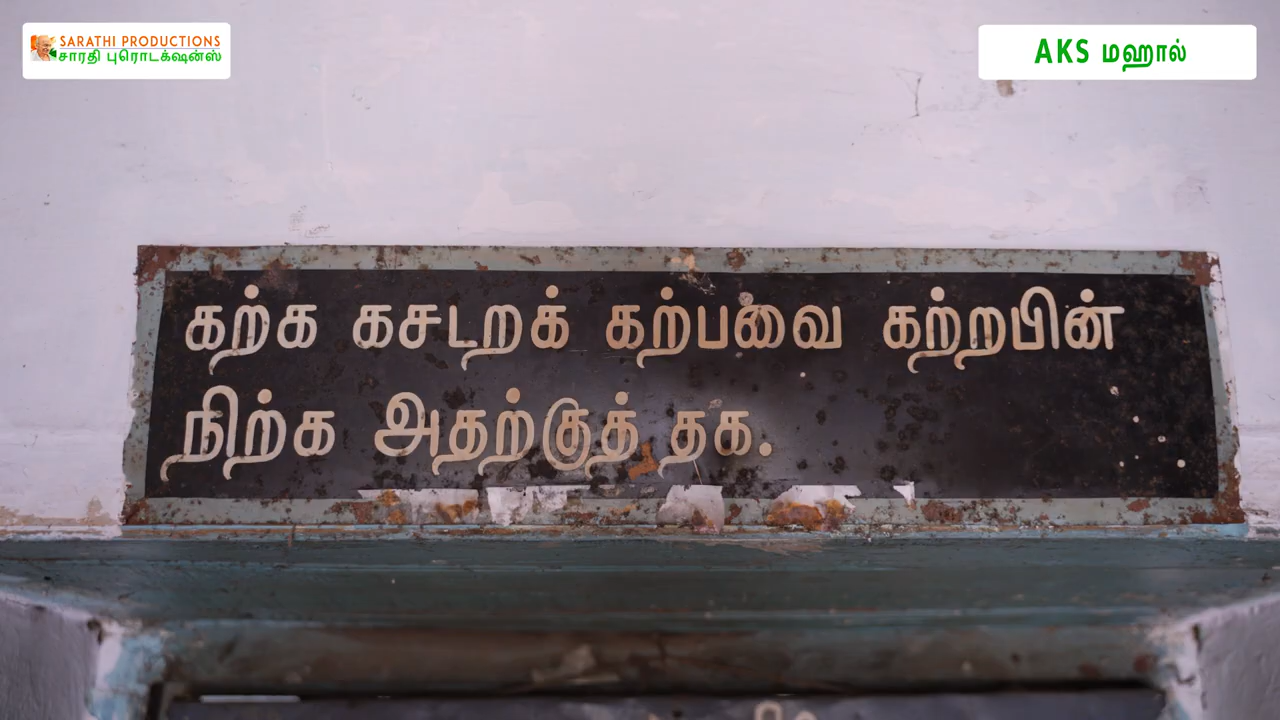 SARATHI PRODUCTIONS
சாரதி புரொடக்ஷன்ஸ்
AKS மஹால்
கற்க கசடறக் கற்பவை கற்றபின்
நிற்க அதற்குத் தக.